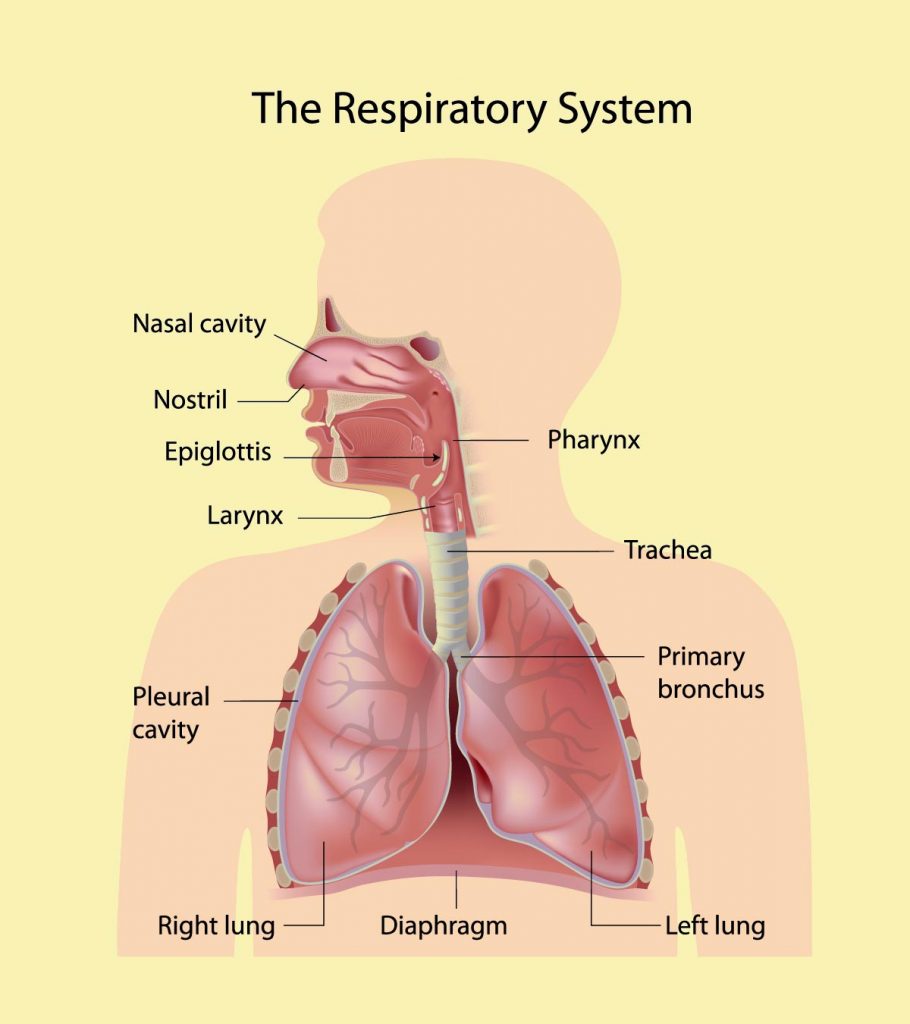 The Respiratory System
Nasal cavity
Nostril
Epiglottis
Pharynx
Larynx
Trachea
Primary
bronchus
Pleural
cavity
Right lung
Diaphragm
Left lung